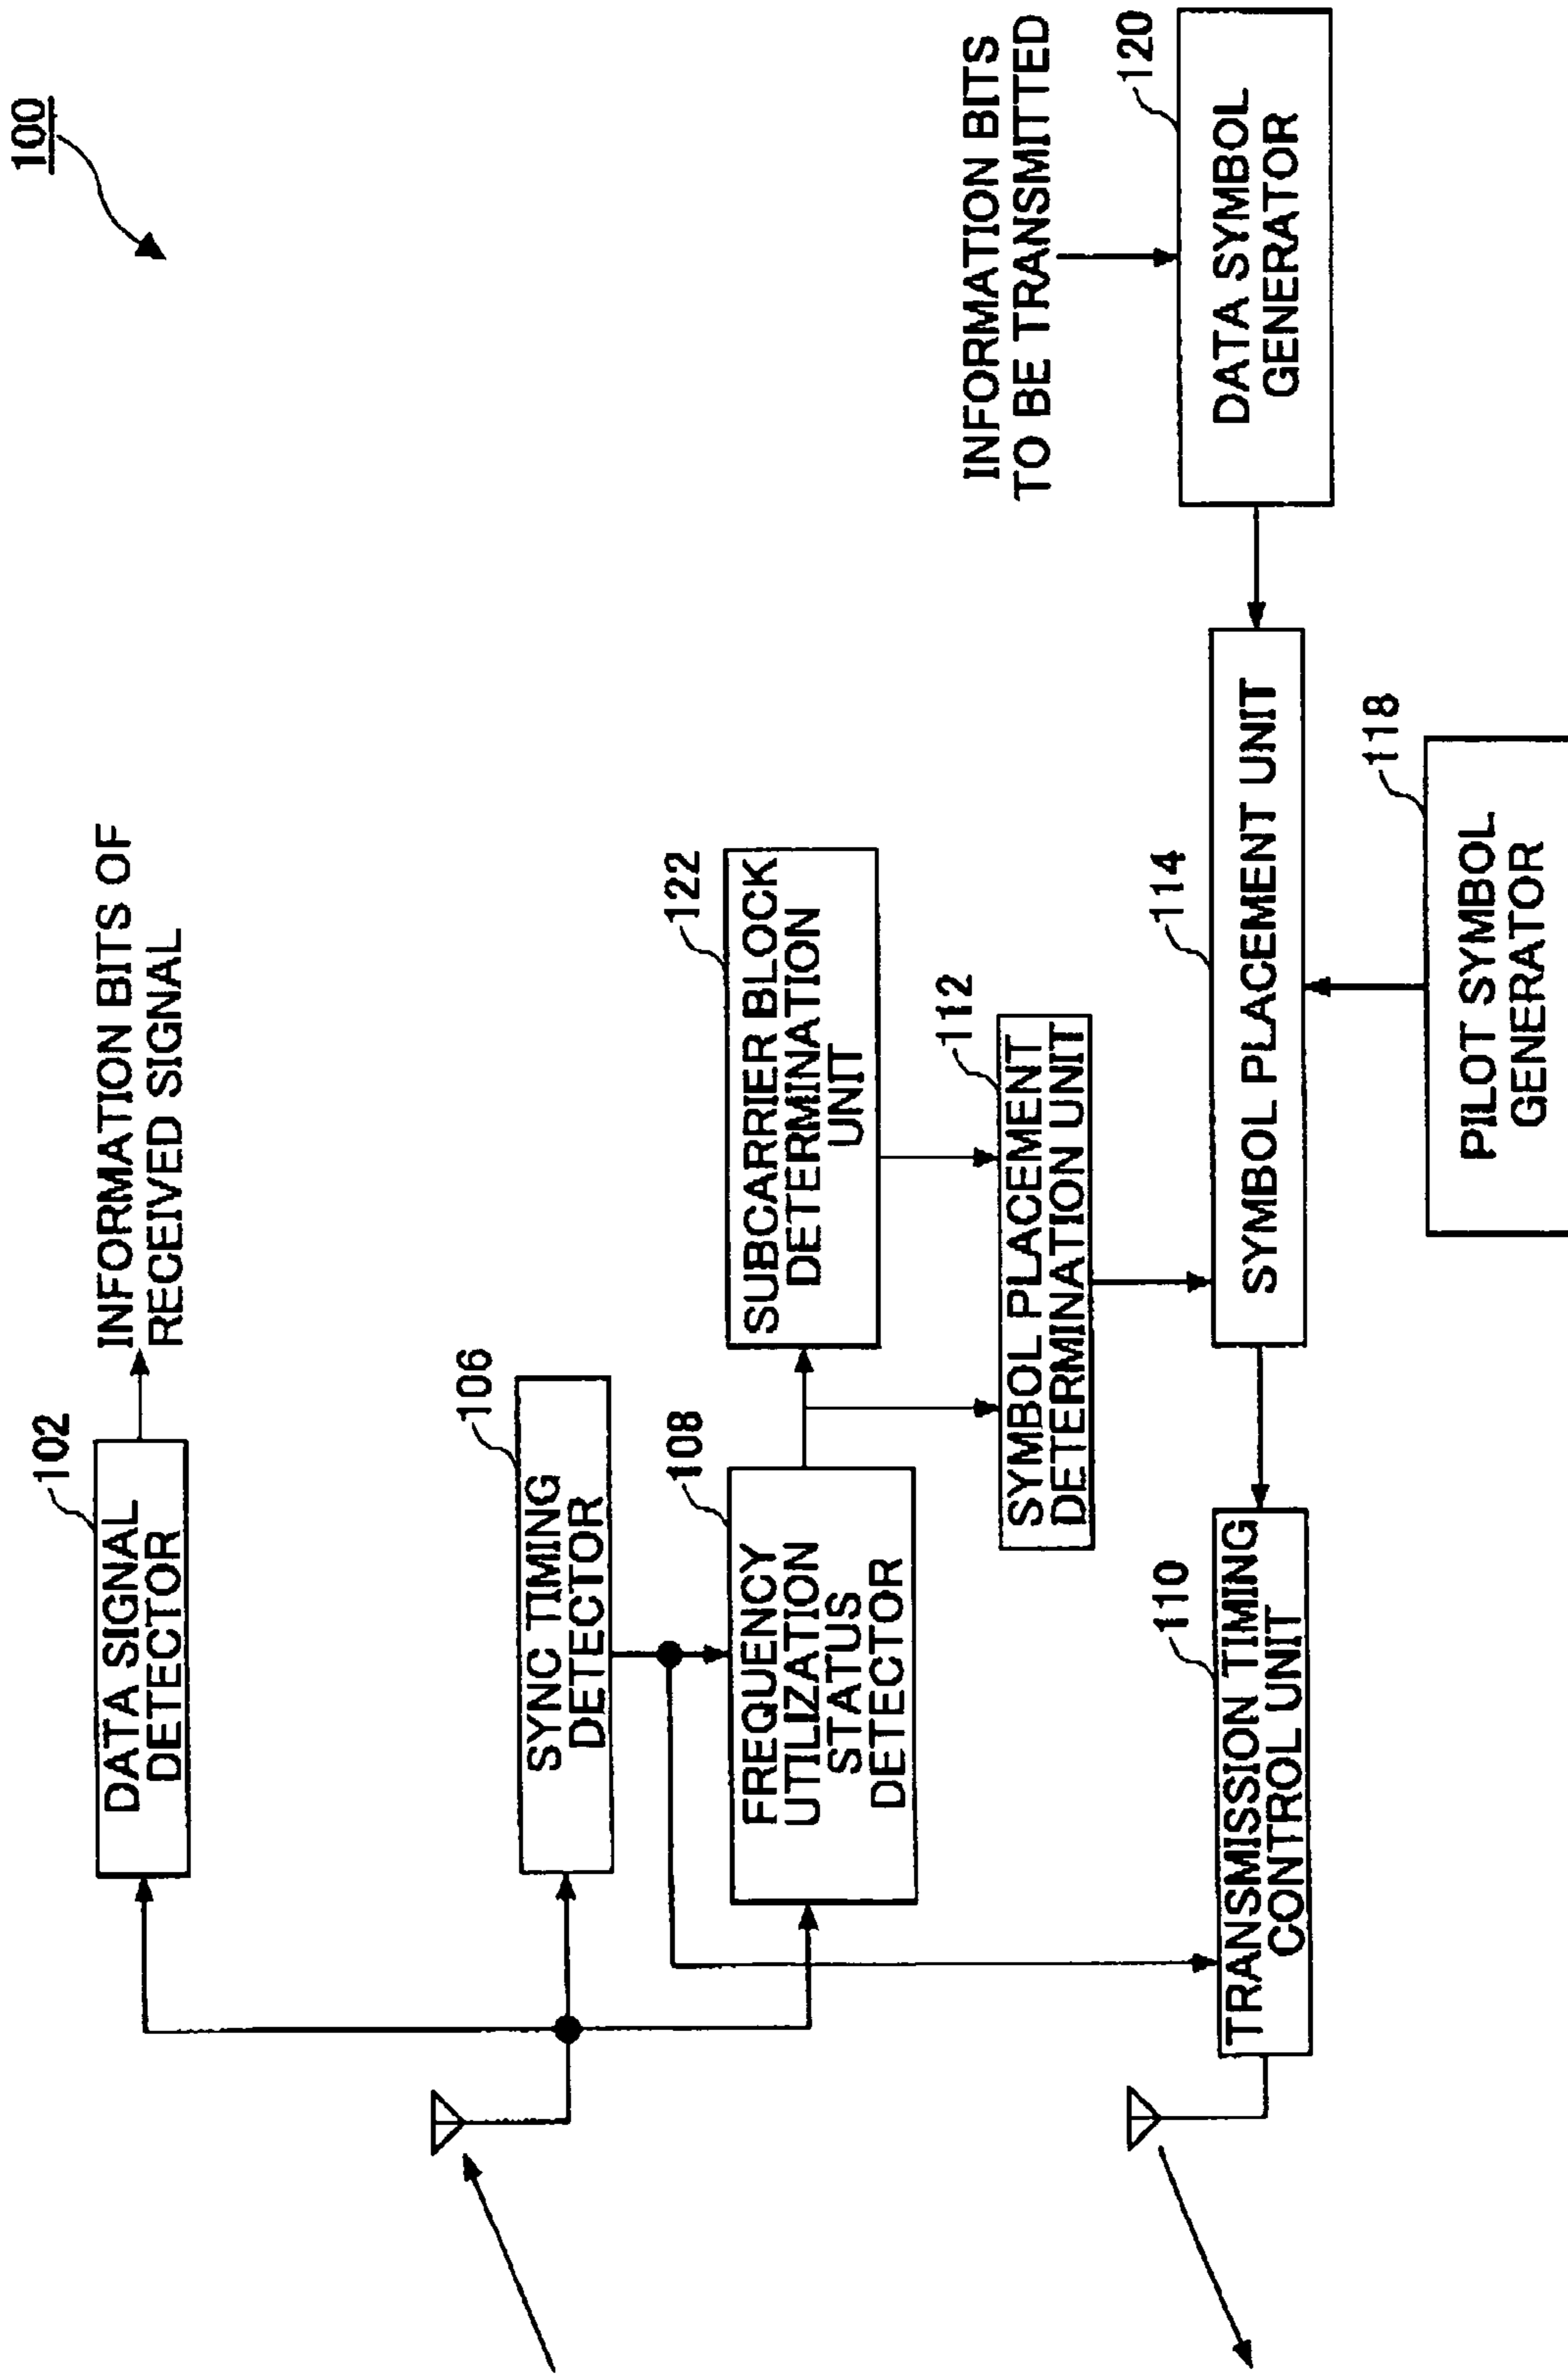 100
INFORMATION BITS OF
RECEIVED SIGNAL
102
DATA SIGNAL
DETECTOR
106
SYNC TIMING
DETECTOR
108
FREQUENCY
UTILIZATION
STATUS
DETECTOR
122
SUBCARRIER BLOCK
DETERMINATION
UNIT
112
SYMBOL PLACEMENT
DETERMINATION UNIT
INFORMATION BITS
TO BE TRANSMITTED
110
TRANSMISSION TIMING
CONTROL UNIT
114
SYMBOL PLACEMENT UNIT
120
DATA SYMBOL
GENERATOR
118
PILOT SYMBOL
GENERATOR